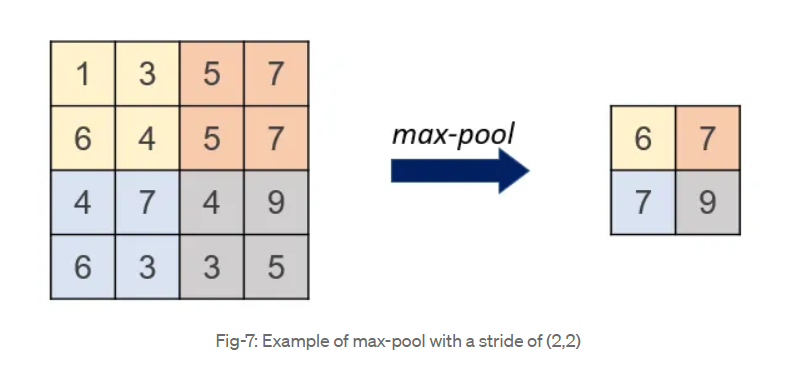 1 3 5 7
6 4 5 7
4 7 4 9
6 3 3 5
max-pool
6 7
7 9
Fig-7: Example of max-pool with a stride of (2,2)